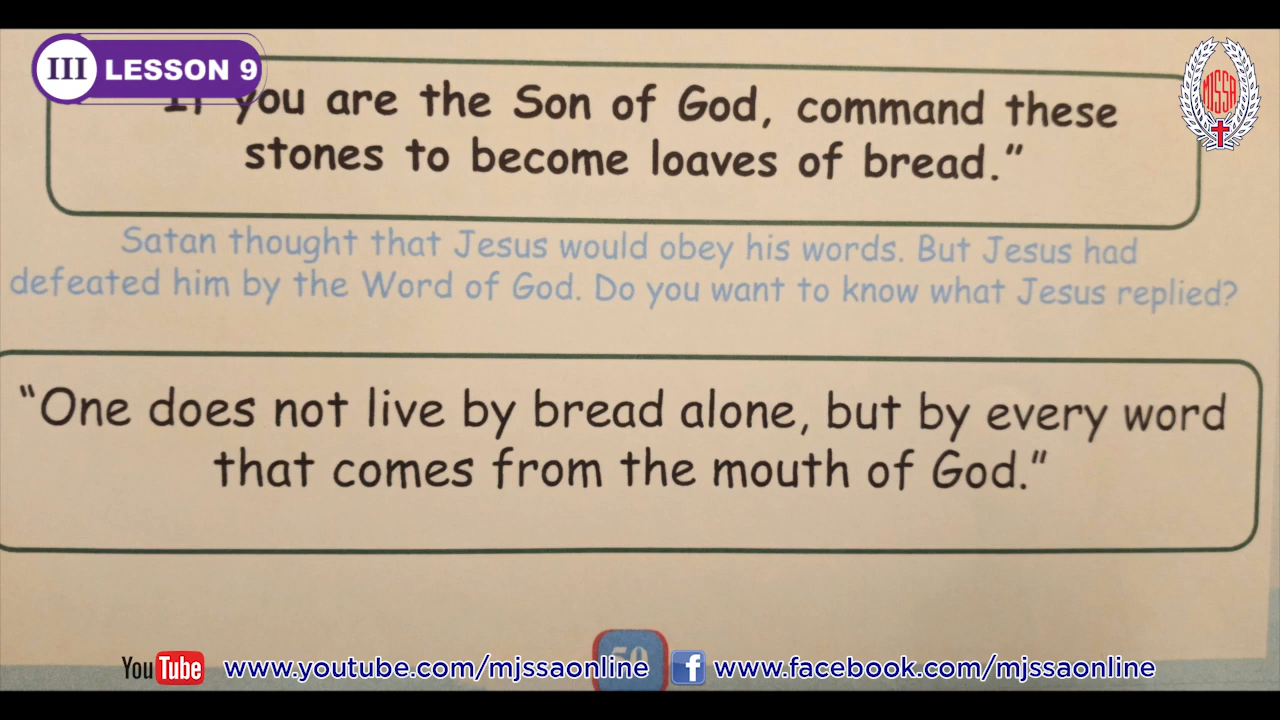 III LESSON 9
MJSSA
"If you are the Son of God, command these
stones to become loaves of bread."
Satan thought that Jesus would obey his words. But Jesus had
defeated him by the Word of God. Do you want to know what Jesus replied?
"One does not live by bread alone, but by every word
that comes from the mouth of God."
YouTube www.youtube.com/mjssaonline f www.facebook.com/mjssaonline